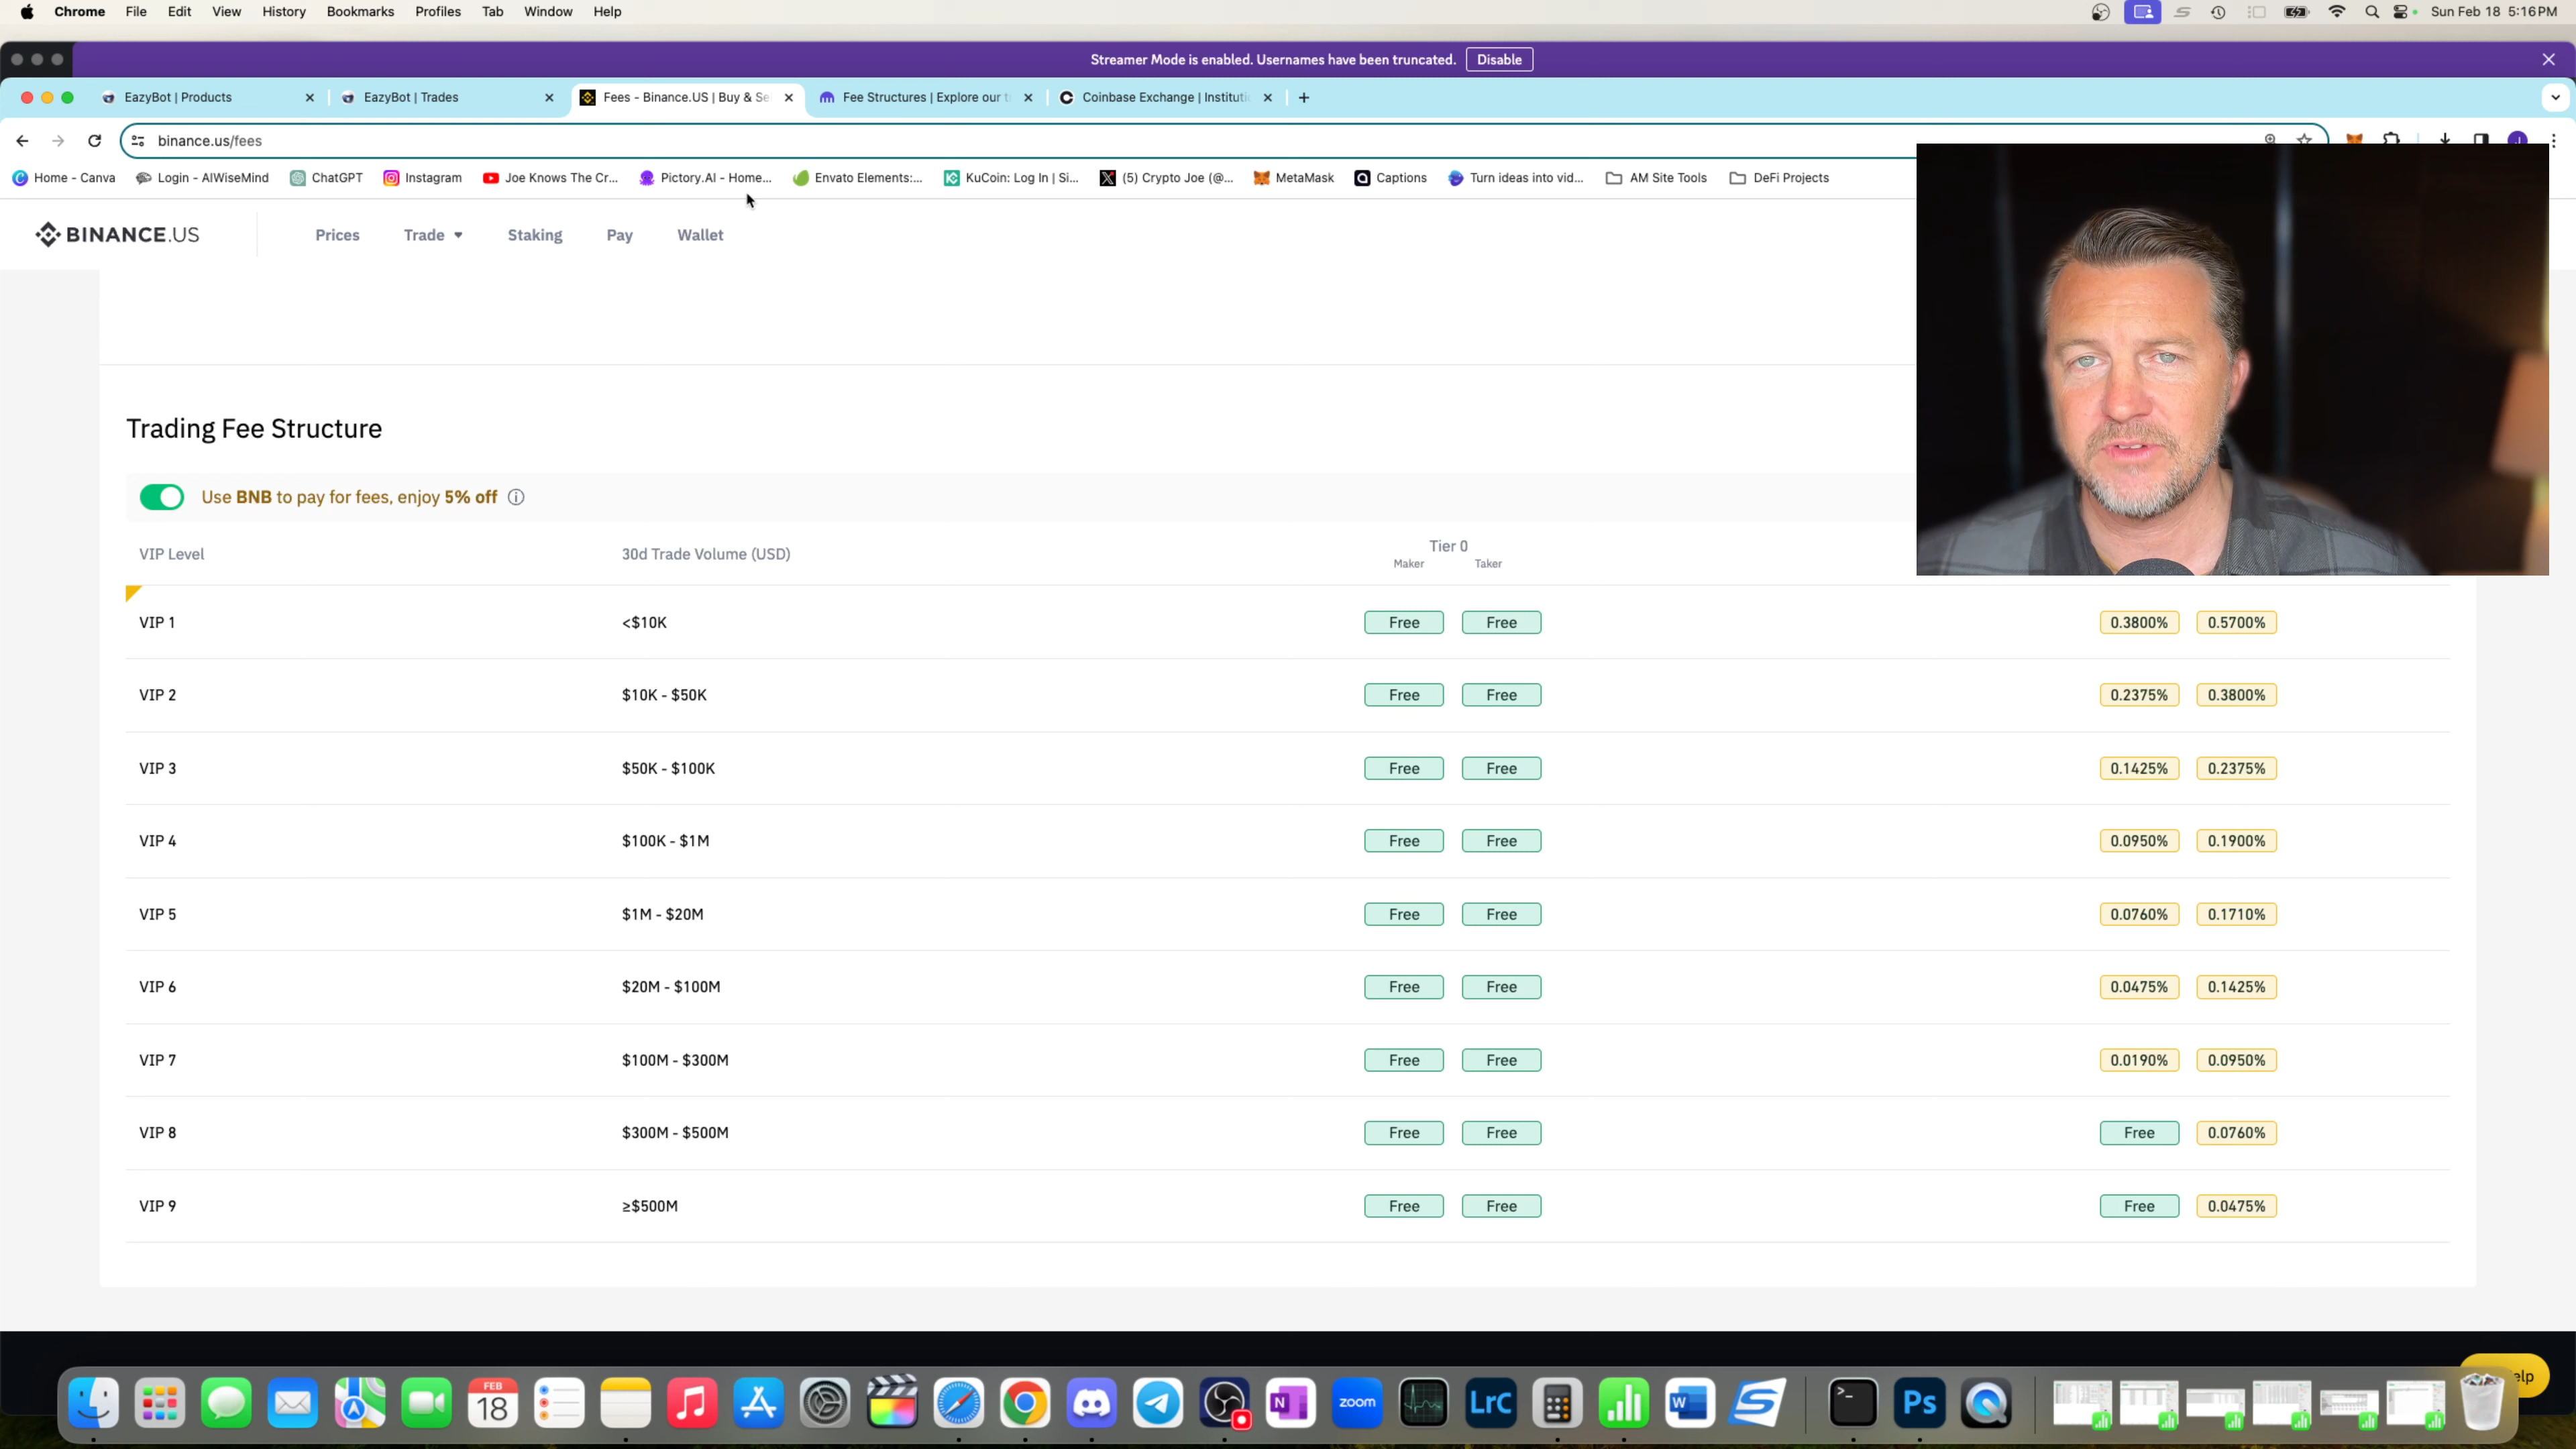 Chrome File Edit View History Bookmarks Profiles Tab Window Help Sun Feb 18 5:16 PM
Streamer Mode is enabled. Usernames have been truncated. Disable
EazyBot | Products EazyBot | Trades Fees - Binance.US | Buy & Se Fee Structures | Explore our t Coinbase Exchange | Instituti
binance.us/fees
Home - Canva Login - AIWiseMind ChatGPT Instagram Joe Knows The Cr... Pictory.AI - Home... Envato Elements:... KuCoin: Log In | Si... (5) Crypto Joe (@... MetaMask Captions Turn ideas into vid... AM Site Tools DeFi Projects
BINANCE.US Prices Trade Staking Pay Wallet
Trading Fee Structure
Use BNB to pay for fees, enjoy 5% off
VIP Level 30d Trade Volume (USD) Tier 0
Maker Taker
VIP 1 <$10K Free Free 0.3800% 0.5700%
VIP 2 $10K - $50K Free Free 0.2375% 0.3800%
VIP 3 $50K - $100K Free Free 0.1425% 0.2375%
VIP 4 $100K - $1M Free Free 0.0950% 0.1900%
VIP 5 $1M - $20M Free Free 0.0760% 0.1710%
VIP 6 $20M - $100M Free Free 0.0475% 0.1425%
VIP 7 $100M - $300M Free Free 0.0190% 0.0950%
VIP 8 $300M - $500M Free Free Free 0.0760%
VIP 9 ≥$500M Free Free Free 0.0475%
FEB
18 zoom LrC W Ps